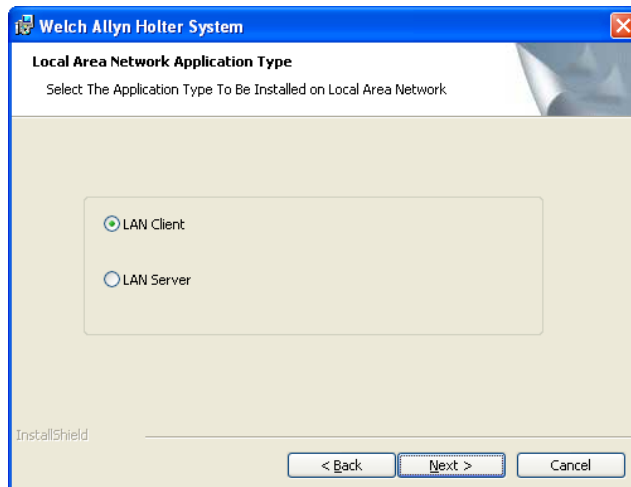 Welch Allyn Holter System
Local Area Network Application Type
Select The Application Type To Be Installed on Local Area Network
LAN Client
LAN Server
InstallShield
< Back
Next >
Cancel